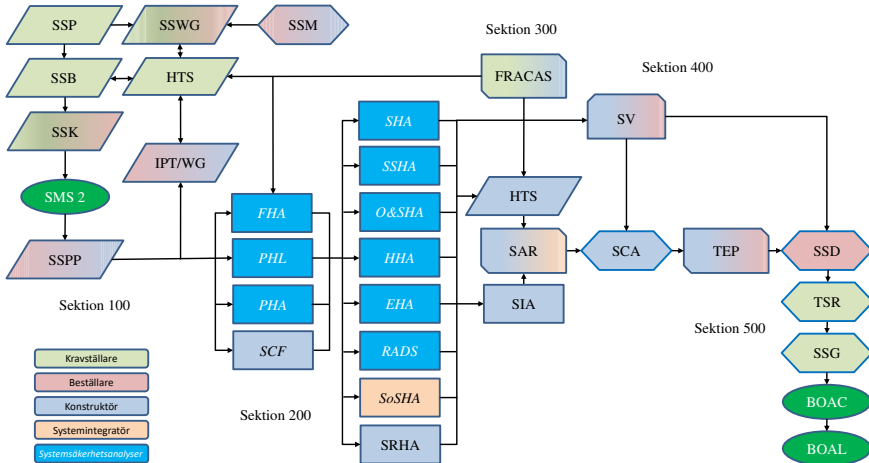 SSP
SSWG
SSM
Sektion 300
SSB
HTS
FRACAS
Sektion 400
SSK
IPT/WG
SHA
SV
SSHA
SMS 2
FHA
O&SHA
HTS
SSPP
PHL
HHA
SAR
SCA
TEP
SSD
Sektion 100
PHA
EHA
SIA
TSR
Sektion 500
SCF
RADS
SSG
Kravställare
Beställare
Konstruktör
Systemintegratör
Systemsäkerhetsanalyser
Sektion 200
SoSHA
SRHA
BOAC
BOAL